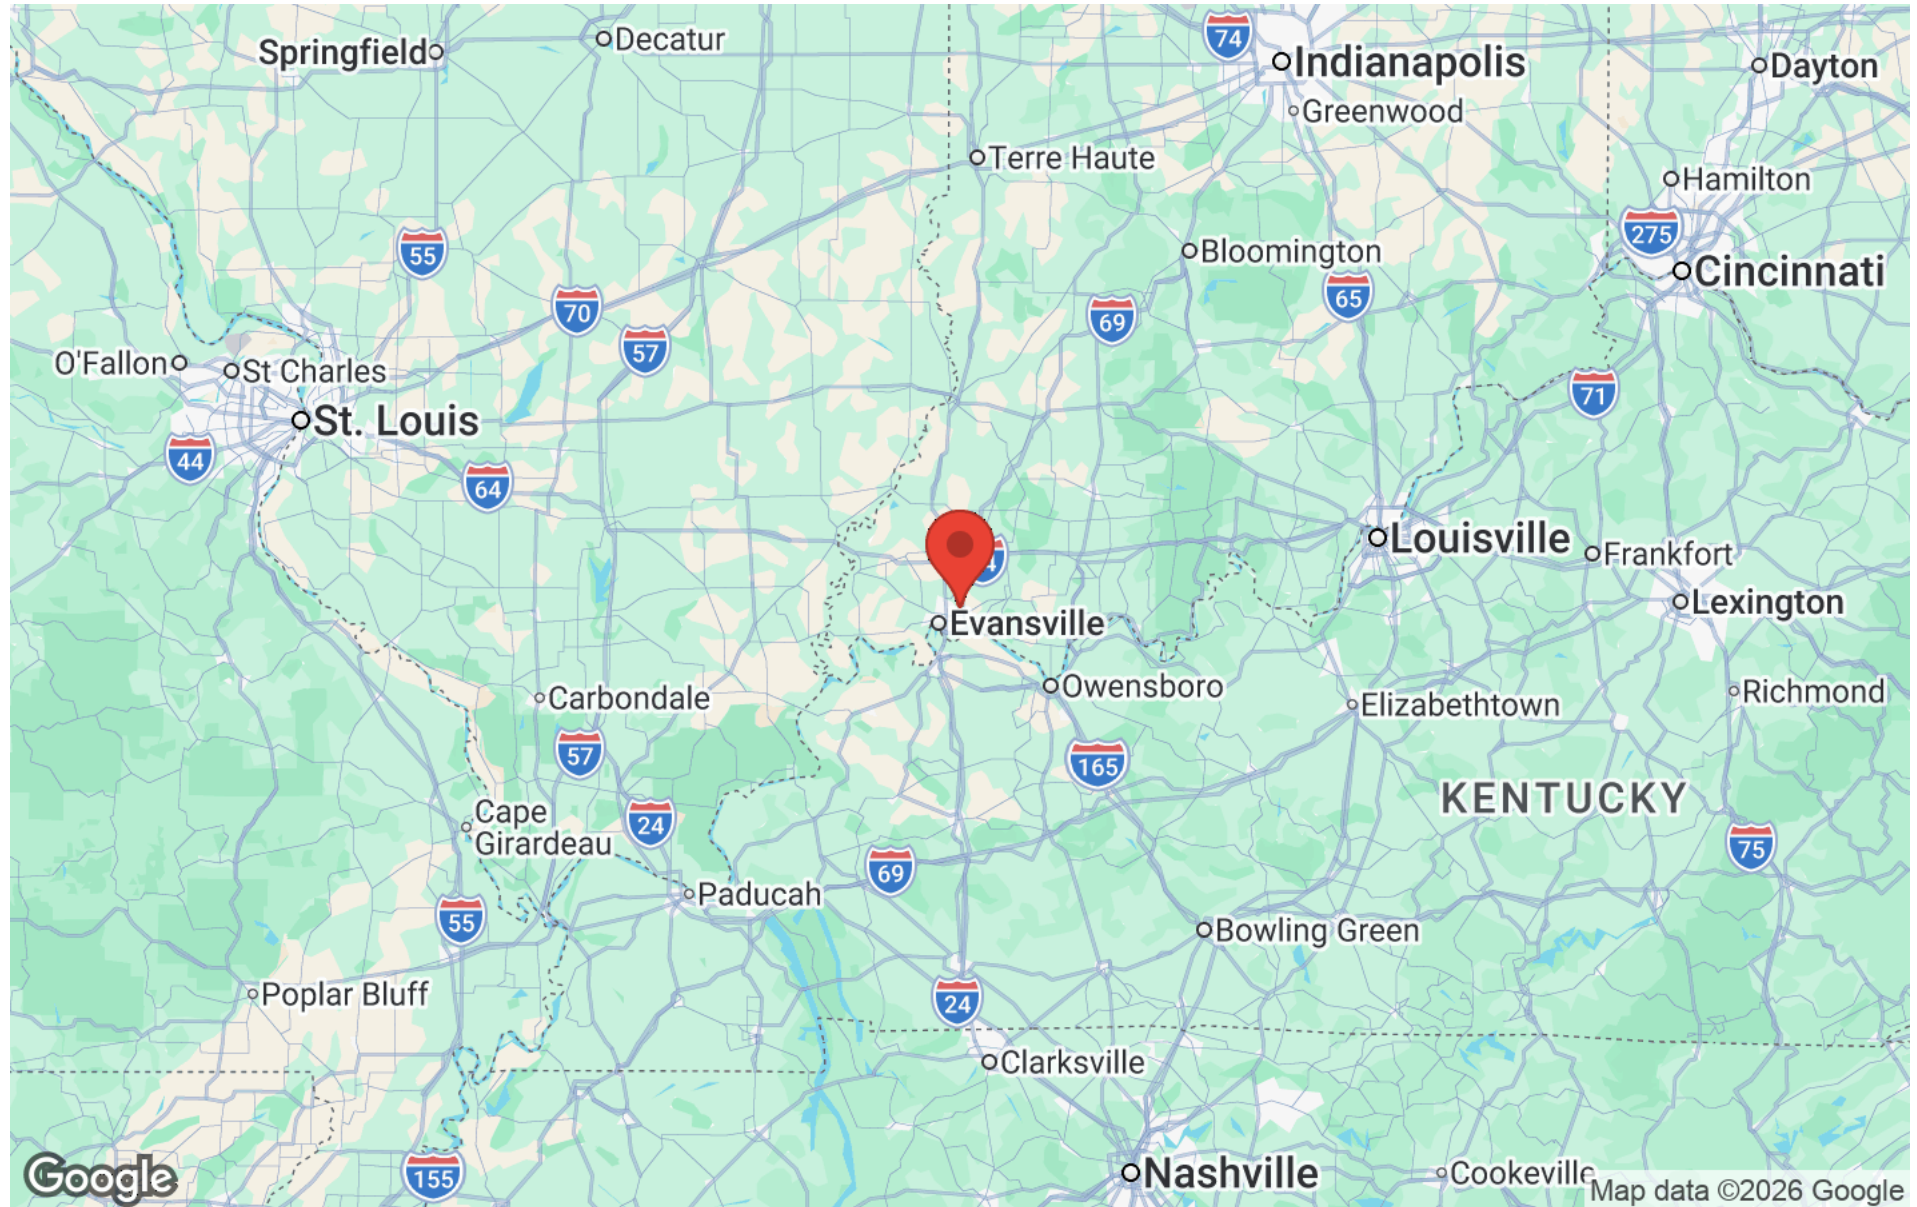 Springfield
Decatur
74
Indianapolis
Dayton
Greenwood
Terre Haute
Hamilton
275
55
Bloomington
Cincinnati
70
65
69
57
O'Fallon
St Charles
71
St. Louis
44
64
Louisville
Frankfort
4
Lexington
Evansville
Owensboro
Richmond
Carbondale
Elizabethtown
57
165
KENTUCKY
Cape
Girardeau
24
75
69
Paducah
55
Bowling Green
Poplar Bluff
24
Clarksville
Google
155
Nashville
Cookeville
Map data ©2026 Google